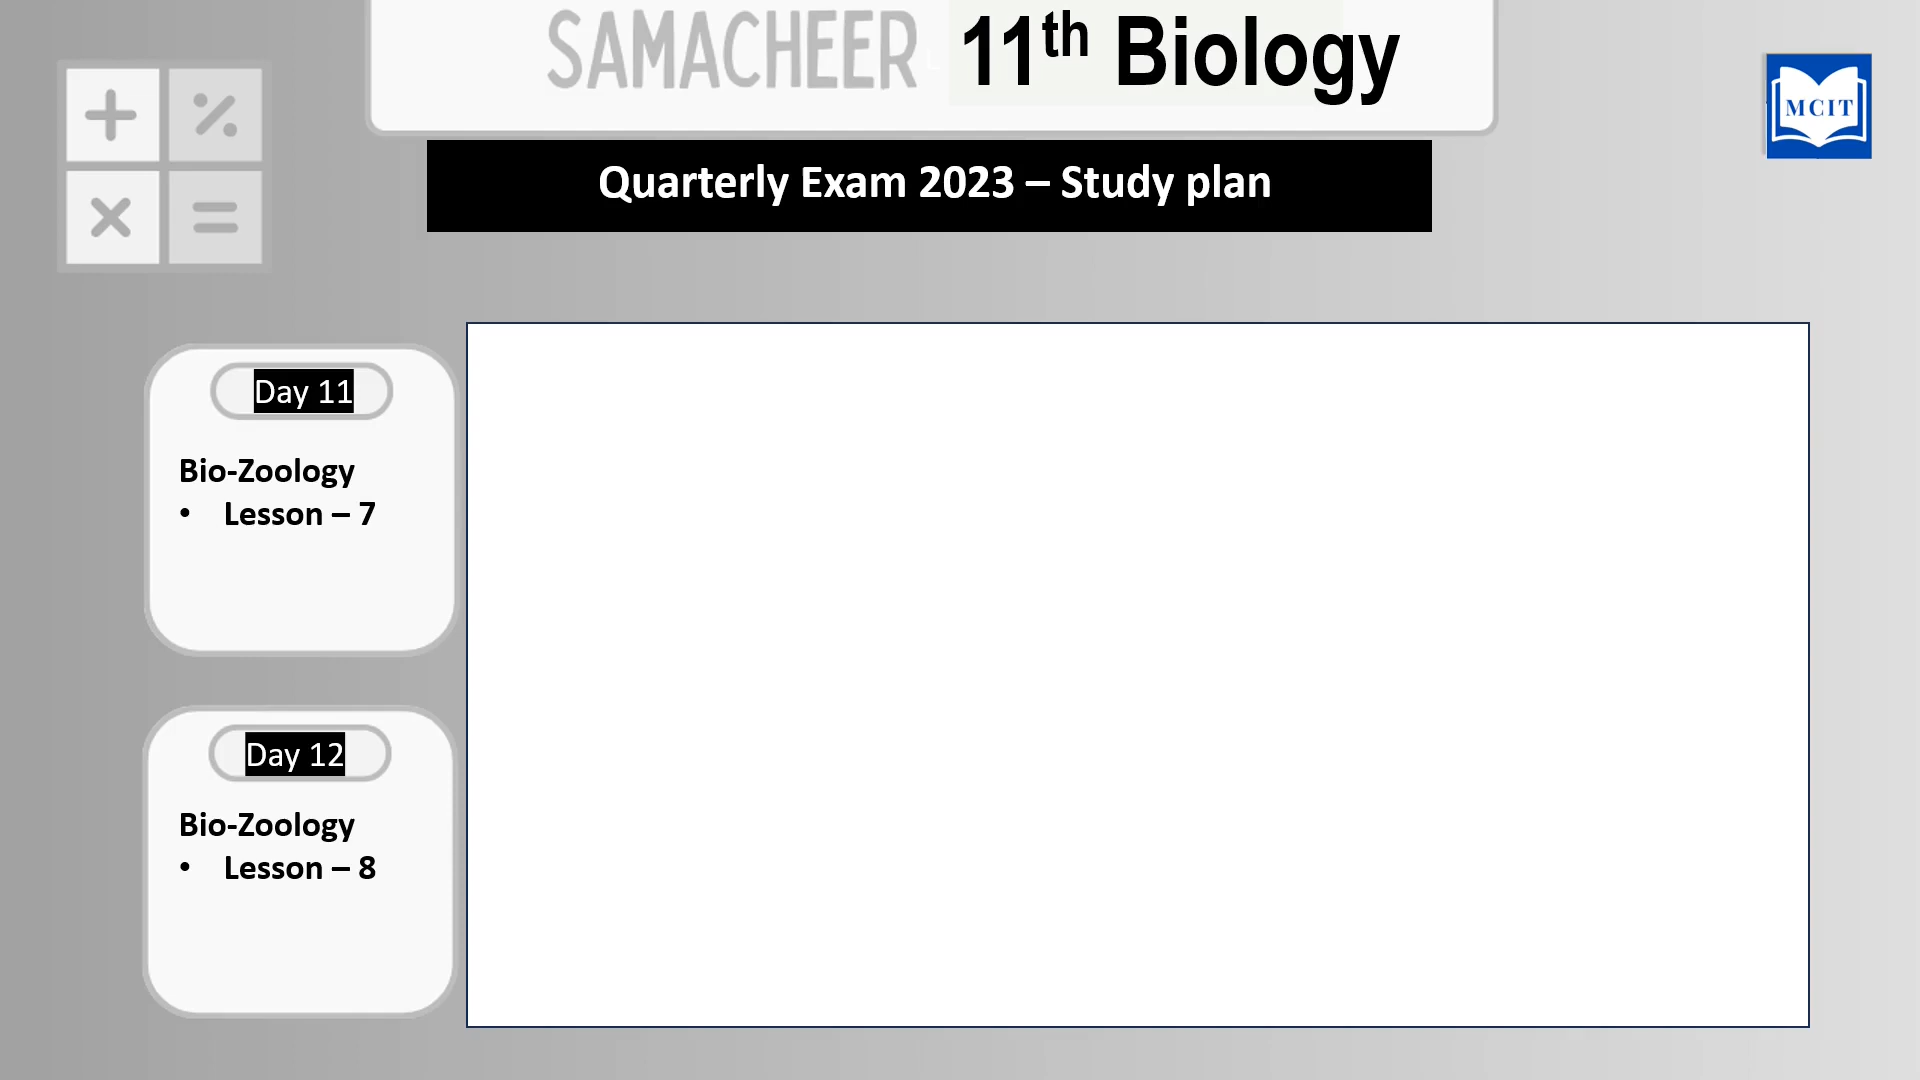 SAMACHEER 11th Biology
MCIT
Quarterly Exam 2023 – Study plan
Day 11
Bio-Zoology
• Lesson – 7
Day 12
Bio-Zoology
• Lesson – 8